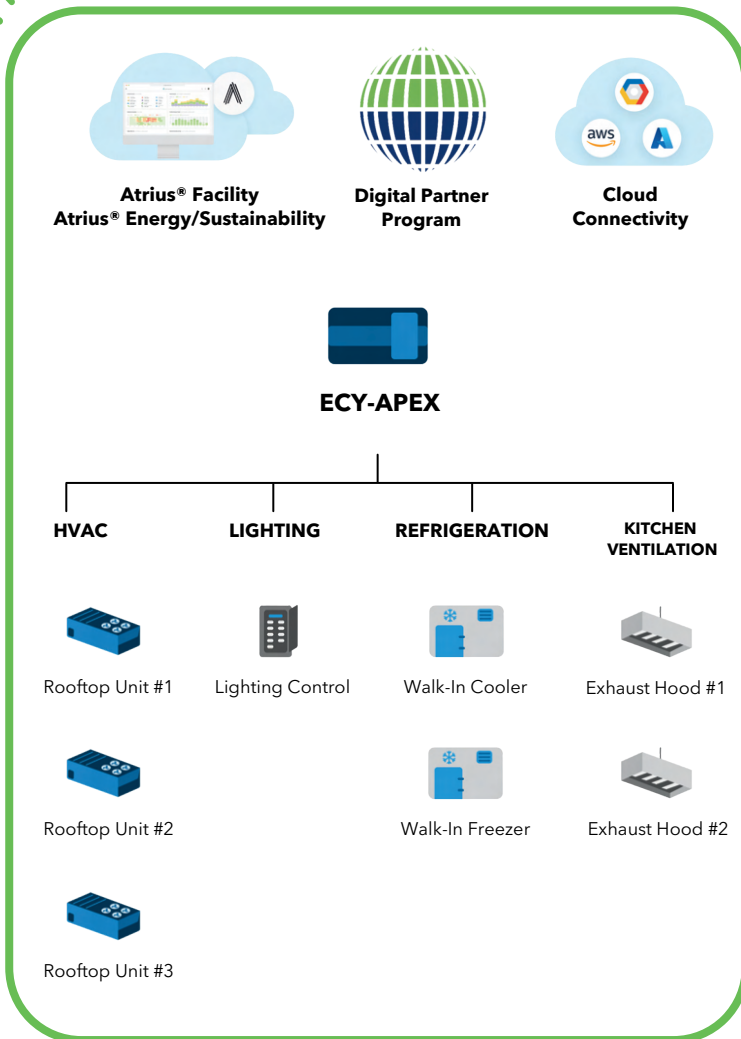 aws
Atrius® Facility
Atrius® Energy/Sustainability
Digital Partner
Program
Cloud
Connectivity
ECY-APEX
HVAC
LIGHTING
REFRIGERATION
KITCHEN
VENTILATION
Rooftop Unit #1
Lighting Control
Walk-In Cooler
Exhaust Hood #1
Rooftop Unit #2
Walk-In Freezer
Exhaust Hood #2
Rooftop Unit #3